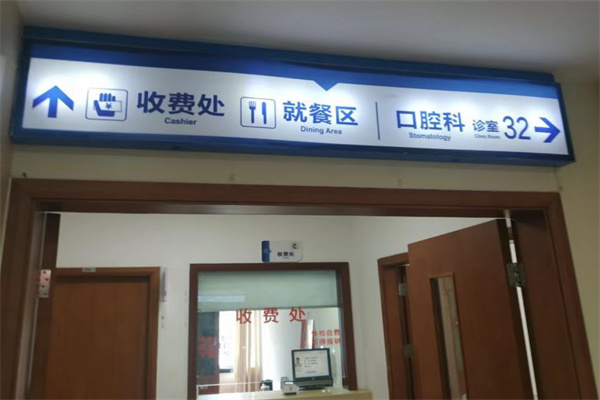 收费处
Cashier
就餐区
Dining Area
口腔科
Stomatology
诊室 32
Clinic Room
收费处
收费处